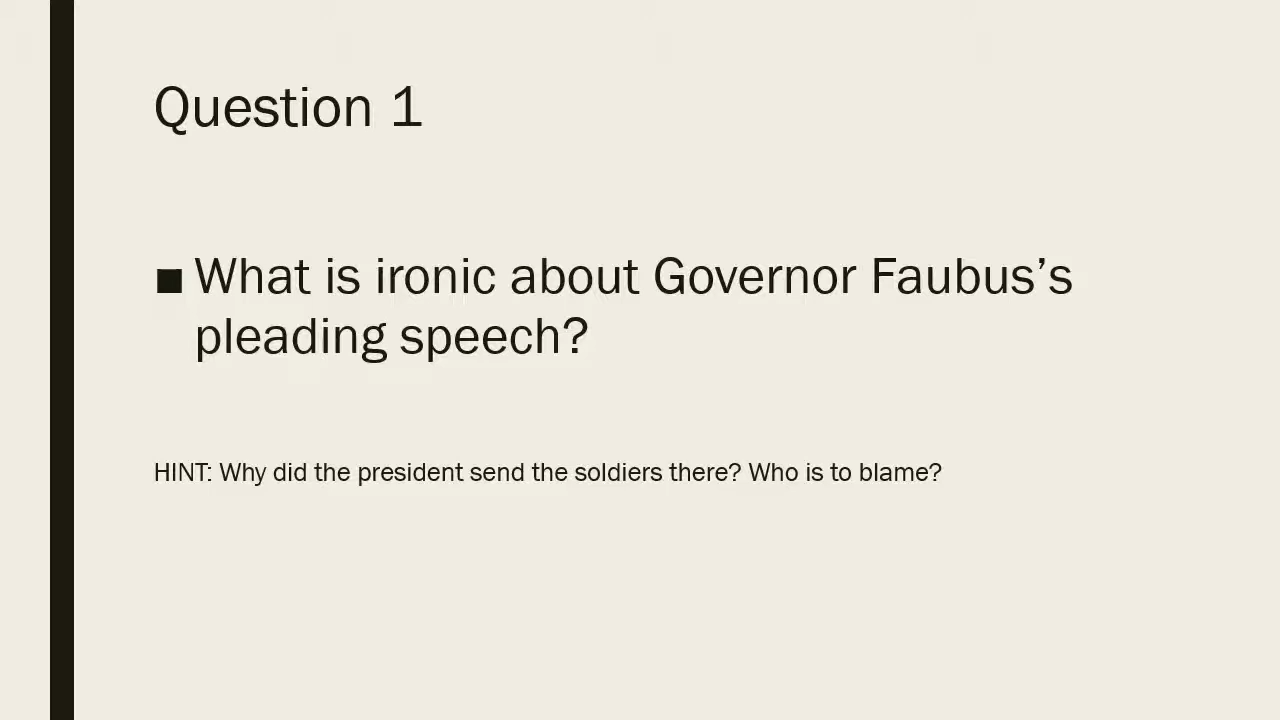 Question 1
■ What is ironic about Governor Faubus’s
pleading speech?
HINT: Why did the president send the soldiers there? Who is to blame?